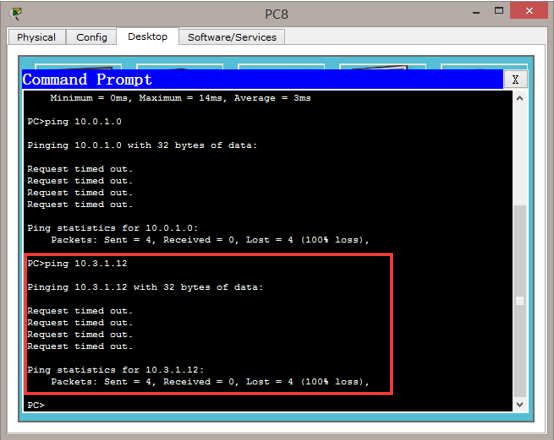 PC8
Physical Config Desktop Software/Services
Command Prompt X
Minimum = 0ms, Maximum = 14ms, Average = 3ms
PC>ping 10.0.1.0
Pinging 10.0.1.0 with 32 bytes of data:
Request timed out.
Request timed out.
Request timed out.
Request timed out.
Ping statistics for 10.0.1.0:
Packets: Sent = 4, Received = 0, Lost = 4 (100% loss),
PC>ping 10.3.1.12
Pinging 10.3.1.12 with 32 bytes of data:
Request timed out.
Request timed out.
Request timed out.
Request timed out.
Ping statistics for 10.3.1.12:
Packets: Sent = 4, Received = 0, Lost = 4 (100% loss),
PC>